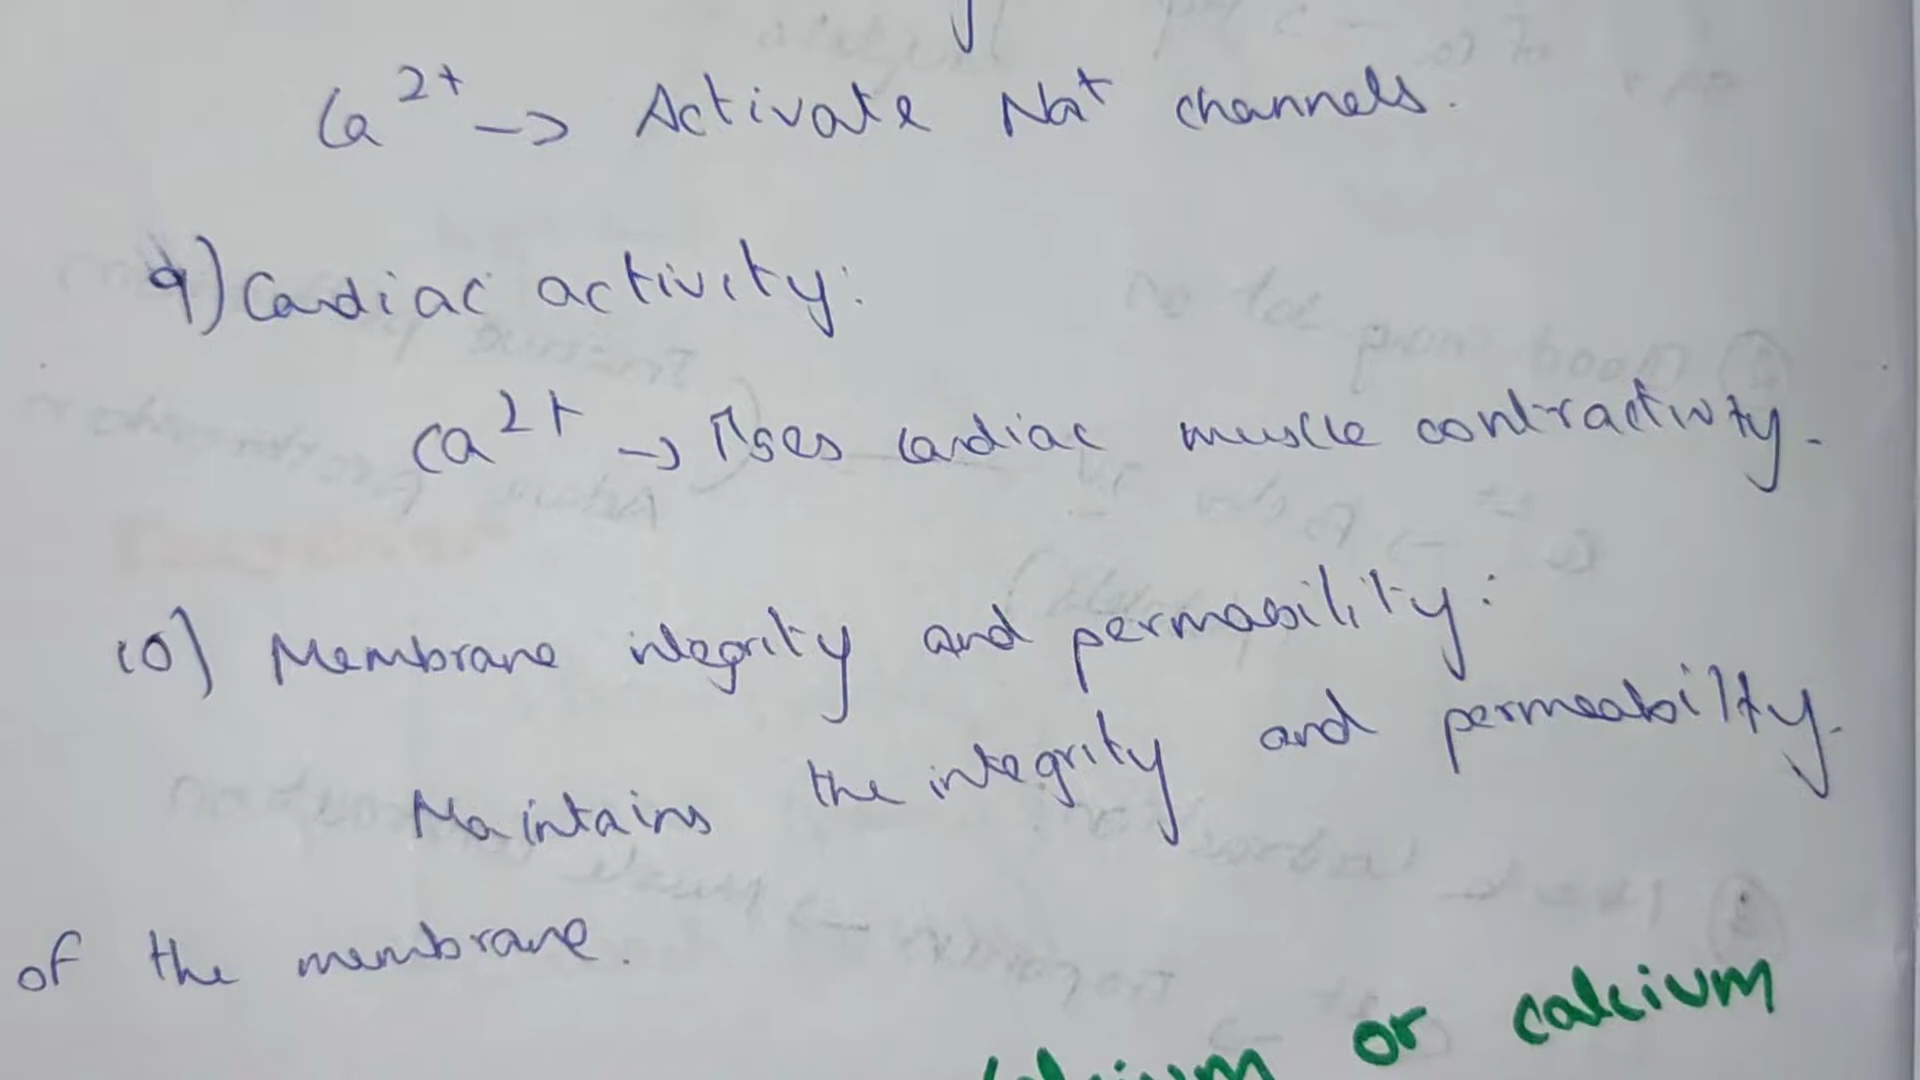 Ca²⁺ -> Activate Na⁺ channels.
9) Cardiac activity:
Ca²⁺ -> ↑ses cardiac muscle contractivity.
10) Membrane integrity and permability:
Maintains the integrity and permeability.
of the membrane.
or calcium